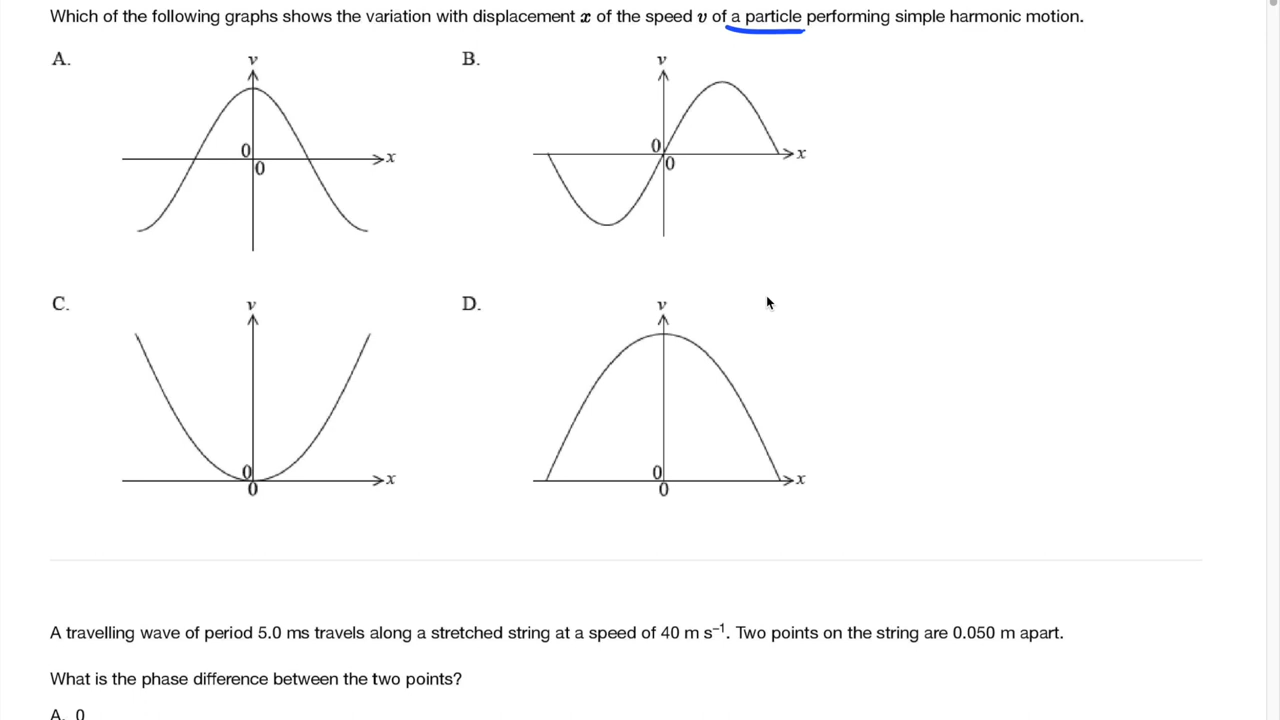 Which of the following graphs shows the variation with displacement x of the speed v of a particle performing simple harmonic motion.
A.
v
0
0
x
B.
v
0
0
x
C.
v
0
0
x
D.
v
0
0
x
A travelling wave of period 5.0 ms travels along a stretched string at a speed of 40 m s⁻¹. Two points on the string are 0.050 m apart.
What is the phase difference between the two points?
A. 0